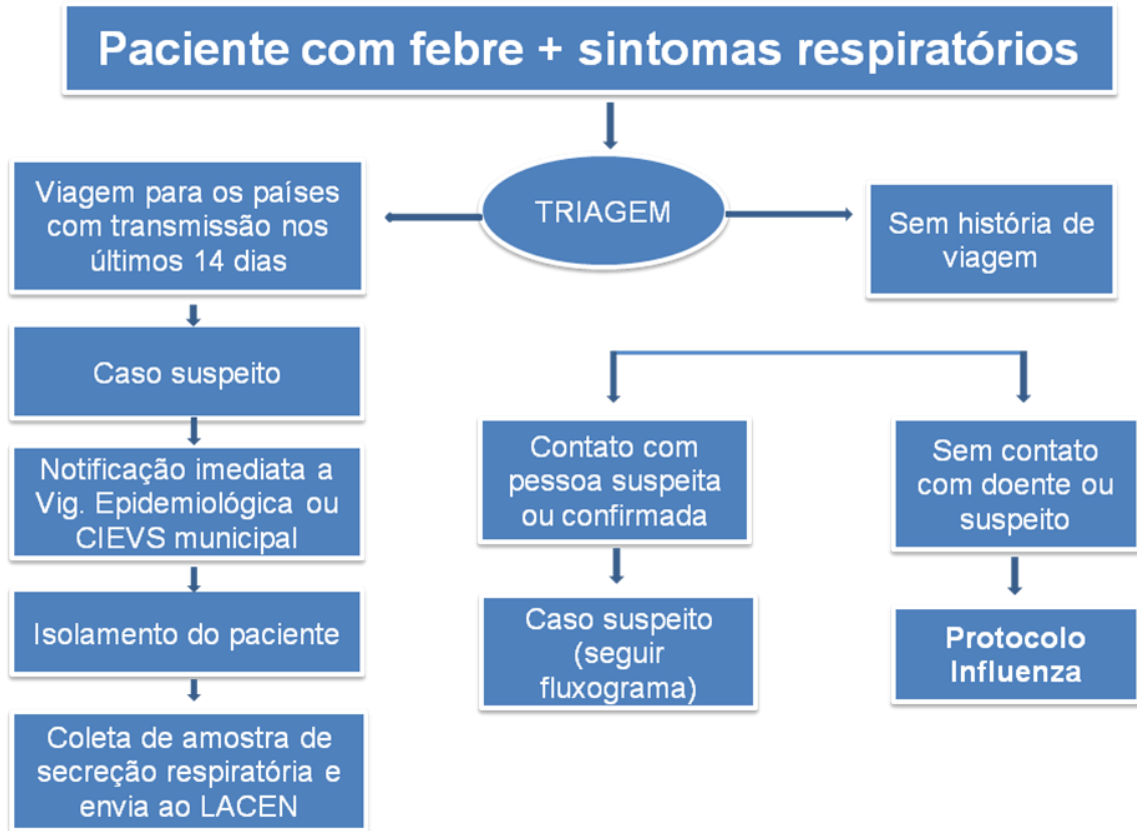 Paciente com febre + sintomas respiratórios
TRIAGEM
Viagem para os países
com transmissão nos
últimos 14 dias
Sem história de
viagem
Caso suspeito
Notificação imediata a
Vig. Epidemiológica ou
CIEVS municipal
Isolamento do paciente
Coleta de amostra de
secreção respiratória e
envia ao LACEN
Contato com
pessoa suspeita
ou confirmada
Caso suspeito
(seguir
fluxograma)
Sem contato
com doente ou
suspeito
Protocolo
Influenza